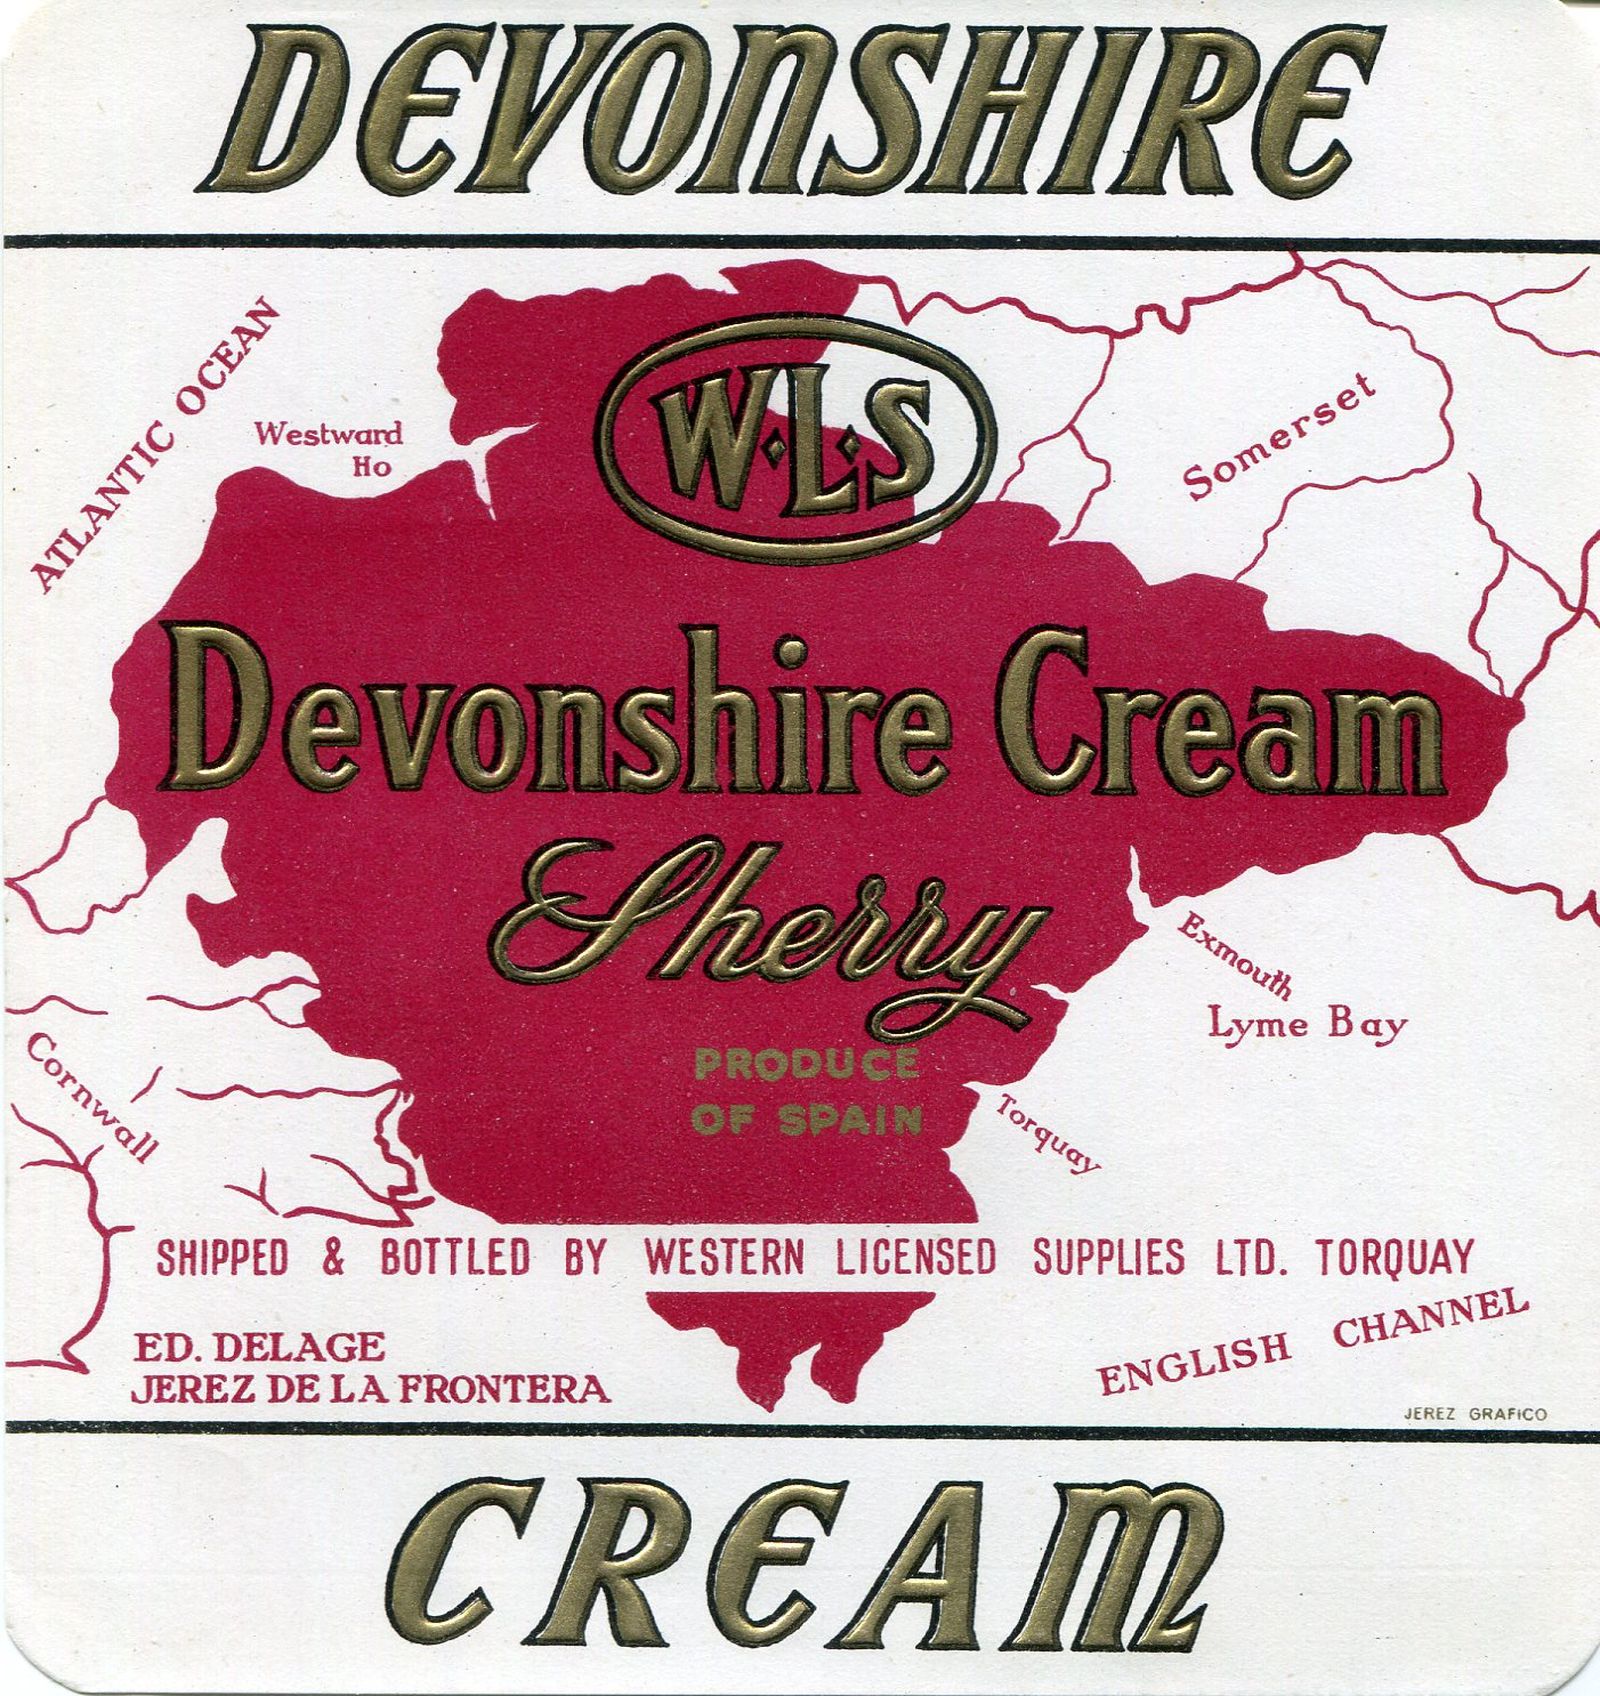 DEVONSHIRE
ATLANTIC OCEAN
Westward
Ho
W·L·S
Somerset
Devonshire Cream
Sherry
PRODUCE
OF SPAIN
Exmouth
Lyme Bay
Cornwall
Torquay
SHIPPED & BOTTLED BY WESTERN LICENSED SUPPLIES LTD. TORQUAY
ED. DELAGE
JEREZ DE LA FRONTERA
ENGLISH CHANNEL
JEREZ GRAFICO
CREAM